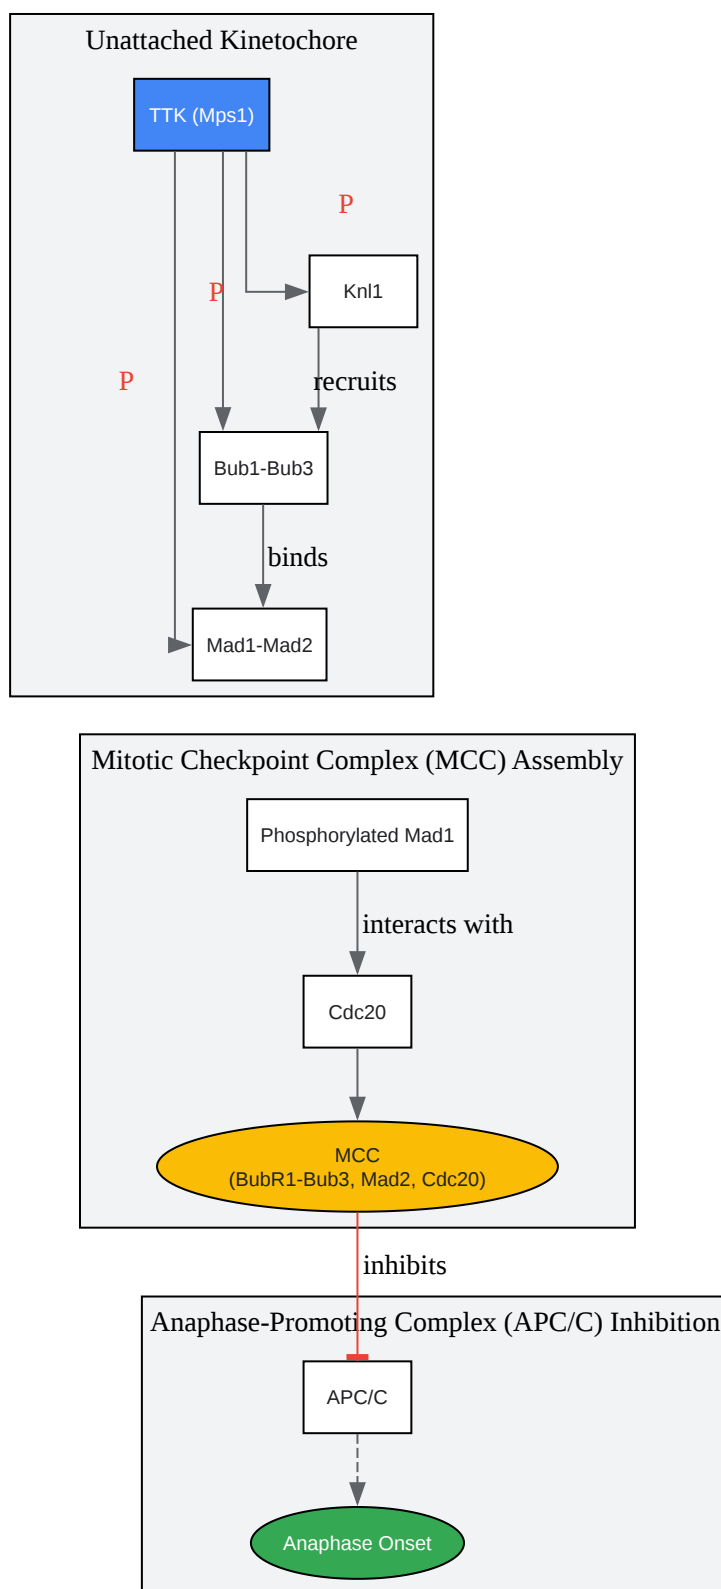 Unattached Kinetochore
TTK (Mps1)
P
Knl1
P
P
recruits
Bub1-Bub3
binds
Mad1-Mad2
Mitotic Checkpoint Complex (MCC) Assembly
Phosphorylated Mad1
interacts with
Cdc20
MCC
(BubR1-Bub3, Mad2, Cdc20)
inhibits
Anaphase-Promoting Complex (APC/C) Inhibition
APC/C
Anaphase Onset